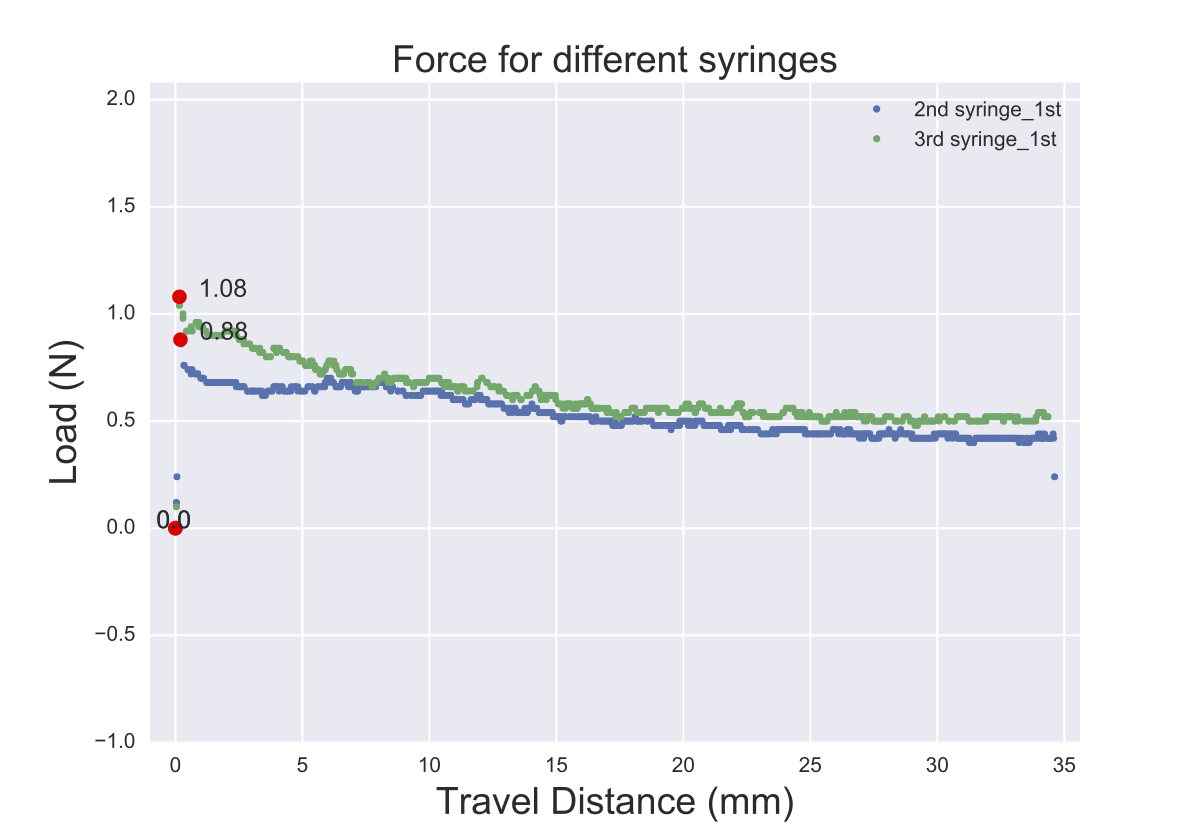 Force for different syringes
2nd syringe_1st
3rd syringe_1st
2.0
1.5
1.0
0.5
0.0
−0.5
−1.0
1.08
0.88
0.0
Load (N)
0 5 10 15 20 25 30 35
Travel Distance (mm)